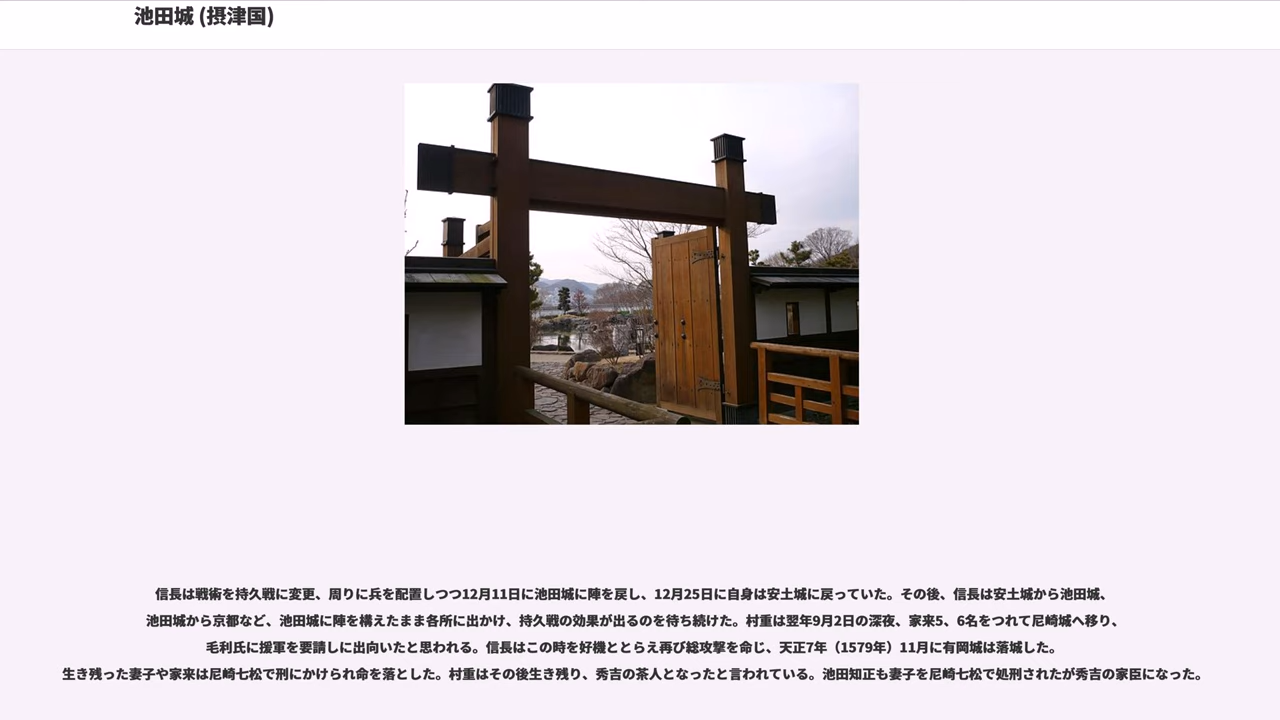 池田城 (摂津国)
信長は戦術を持久戦に変更、周りに兵を配置しつつ12月11日に池田城に陣を戻し、12月25日に自身は安土城に戻っていた。その後、信長は安土城から池田城、
池田城から京都など、池田城に陣を構えたまま各所に出かけ、持久戦の効果が出るのを待ち続けた。村重は翌年9月2日の深夜、家来5、6名をつれて尼崎城へ移り、
毛利氏に援軍を要請しに出向いたと思われる。信長はこの時を好機ととらえ再び総攻撃を命じ、天正7年（1579年）11月に有岡城は落城した。
生き残った妻子や家来は尼崎七松で刑にかけられ命を落とした。村重はその後生き残り、秀吉の茶人となったと言われている。池田知正も妻子を尼崎七松で処刑されたが秀吉の家臣になった。